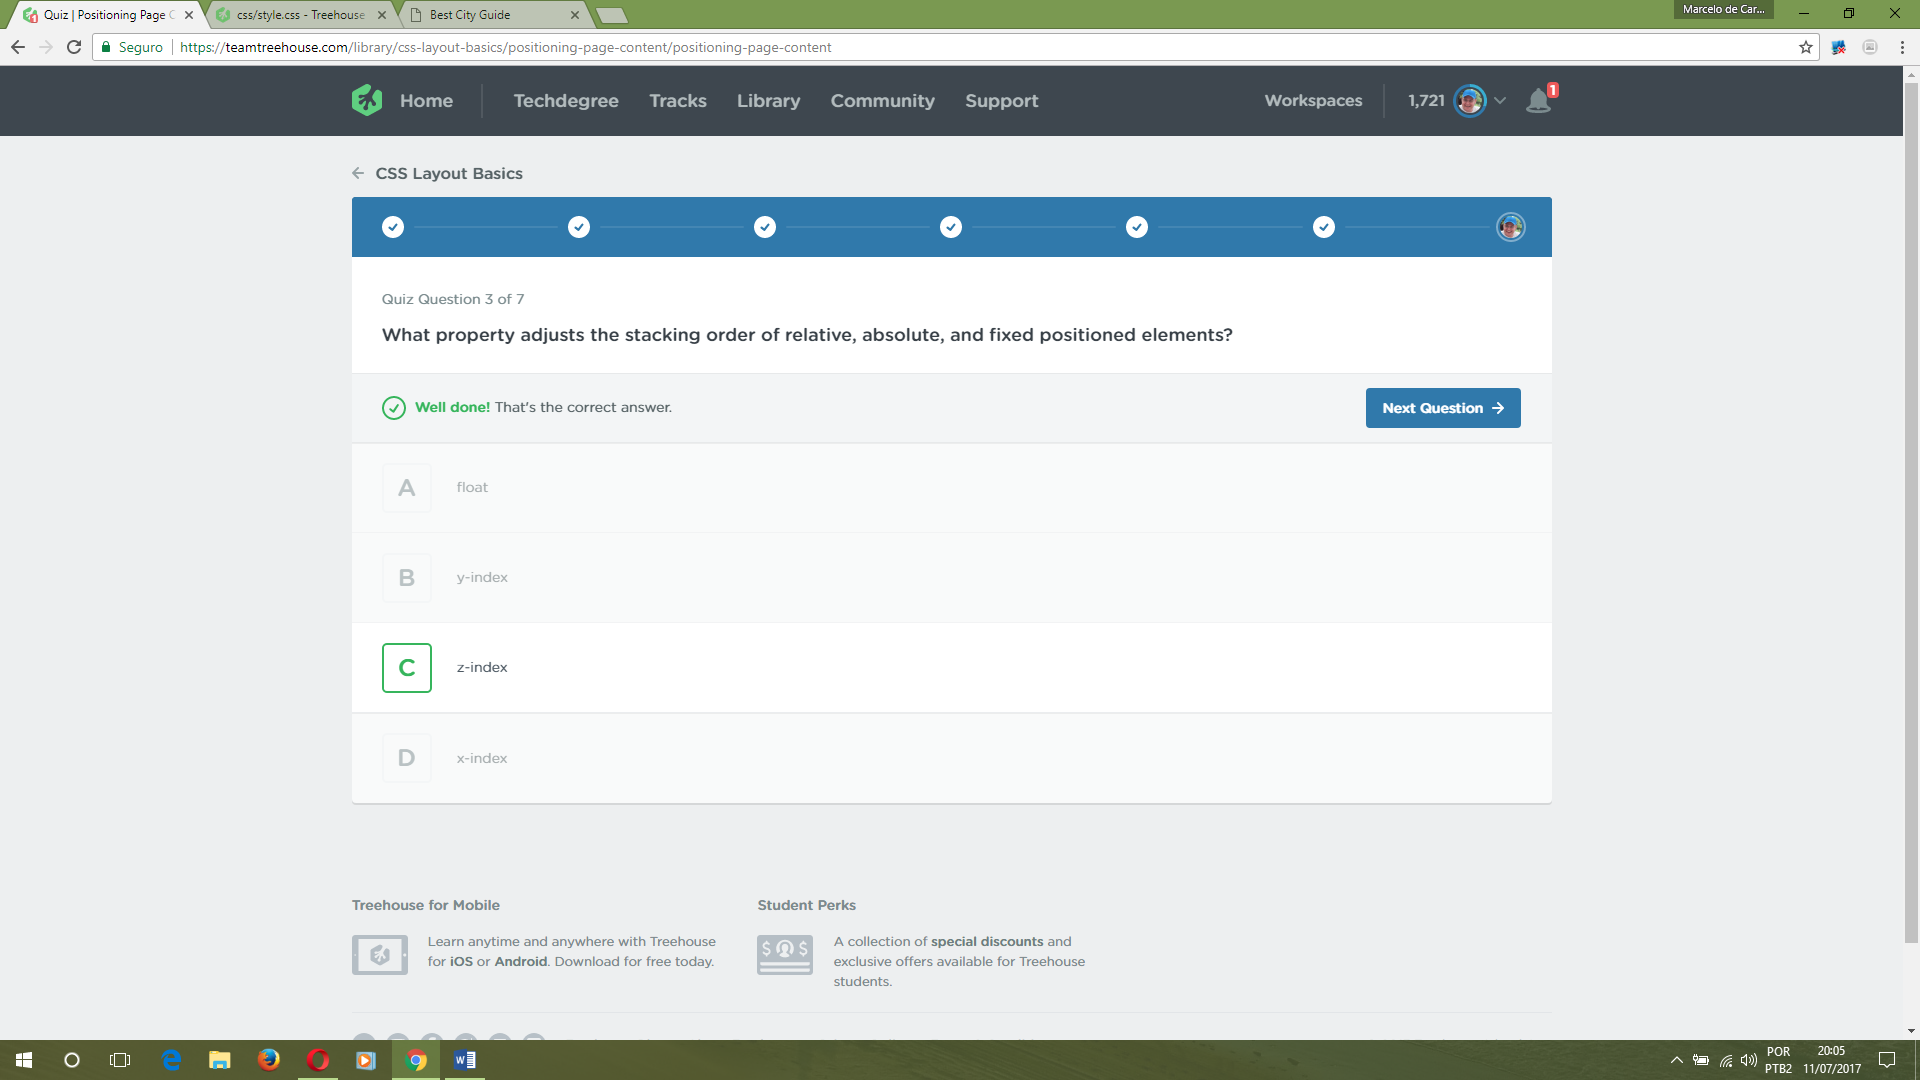 Quiz | Positioning Page C
css/style.css - Treehouse
Best City Guide
Marcelo de Car...
Seguro
https://teamtreehouse.com/library/css-layout-basics/positioning-page-content/positioning-page-content
Home
Techdegree
Tracks
Library
Community
Support
Workspaces
1,721
1
CSS Layout Basics
Quiz Question 3 of 7
What property adjusts the stacking order of relative, absolute, and fixed positioned elements?
Well done! That's the correct answer.
Next Question
A float
B y-index
C z-index
D x-index
Treehouse for Mobile
Learn anytime and anywhere with Treehouse
for iOS or Android. Download for free today.
Student Perks
A collection of special discounts and
exclusive offers available for Treehouse
students.
POR
PTB2
20:05
11/07/2017